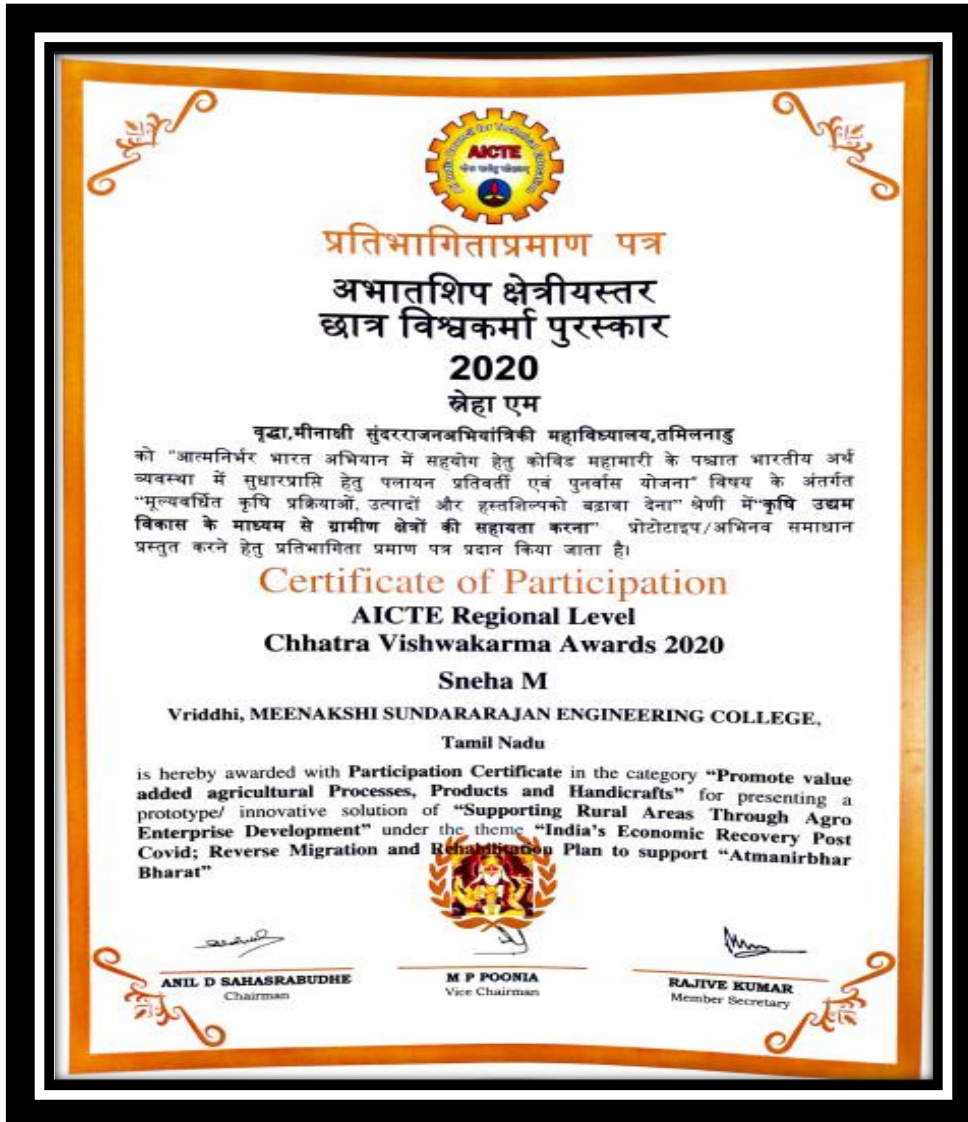 AICTE
प्रतिभागिताप्रमाण पत्र
अभातशिप क्षेत्रीयस्तर
छात्र विश्वकर्मा पुरस्कार
2020
स्नेहा एम
वृद्धा,मीनाक्षी सुंदरराजनअभियांत्रिकी महाविध्यालय,तमिलनाडु
को "आत्मनिर्भर भारत अभियान में सहयोग हेतु कोविड महामारी के पश्चात भारतीय अर्थ
व्यवस्था में सुधारप्राप्ति हेतु पलायन प्रतिवर्ती एवं पुनर्वास योजना" विषय के अंतर्गत
"मूल्यवर्धित कृषि प्रक्रियाओं, उत्पादों और हस्तशिल्पको बढ़ावा देना" श्रेणी में"कृषि उद्यम
विकास के माध्यम से ग्रामीण क्षेत्रों की सहायता करना" प्रोटोटाइप/अभिनव समाधान
प्रस्तुत करने हेतु प्रतिभागिता प्रमाण पत्र प्रदान किया जाता है।
Certificate of Participation
AICTE Regional Level
Chhatra Vishwakarma Awards 2020
Sneha M
Vriddhi, MEENAKSHI SUNDARARAJAN ENGINEERING COLLEGE,
Tamil Nadu
is hereby awarded with Participation Certificate in the category "Promote value
added agricultural Processes, Products and Handicrafts" for presenting a
prototype/ innovative solution of "Supporting Rural Areas Through Agro
Enterprise Development" under the theme "India's Economic Recovery Post
Covid; Reverse Migration and Rehabilitation Plan to support "Atmanirbhar
Bharat"
ANIL D SAHASRABUDHE
Chairman
M P POONIA
Vice Chairman
RAJIVE KUMAR
Member Secretary